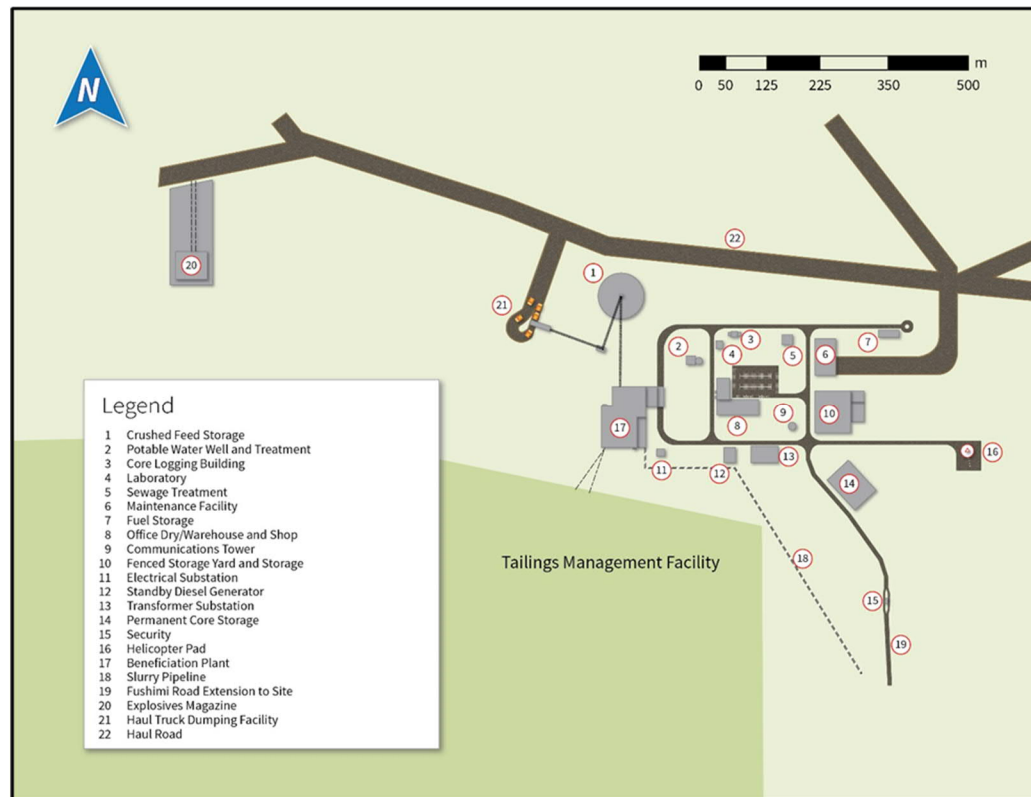 N
m
0 50 125 225 350 500
22
20
1
21
2
3
4
5
6
7
17
8
9
10
11
12
13
14
16
18
15
19
Tailings Management Facility
Legend
1 Crushed Feed Storage
2 Potable Water Well and Treatment
3 Core Logging Building
4 Laboratory
5 Sewage Treatment
6 Maintenance Facility
7 Fuel Storage
8 Office Dry/Warehouse and Shop
9 Communications Tower
10 Fenced Storage Yard and Storage
11 Electrical Substation
12 Standby Diesel Generator
13 Transformer Substation
14 Permanent Core Storage
15 Security
16 Helicopter Pad
17 Beneficiation Plant
18 Slurry Pipeline
19 Fushimi Road Extension to Site
20 Explosives Magazine
21 Haul Truck Dumping Facility
22 Haul Road